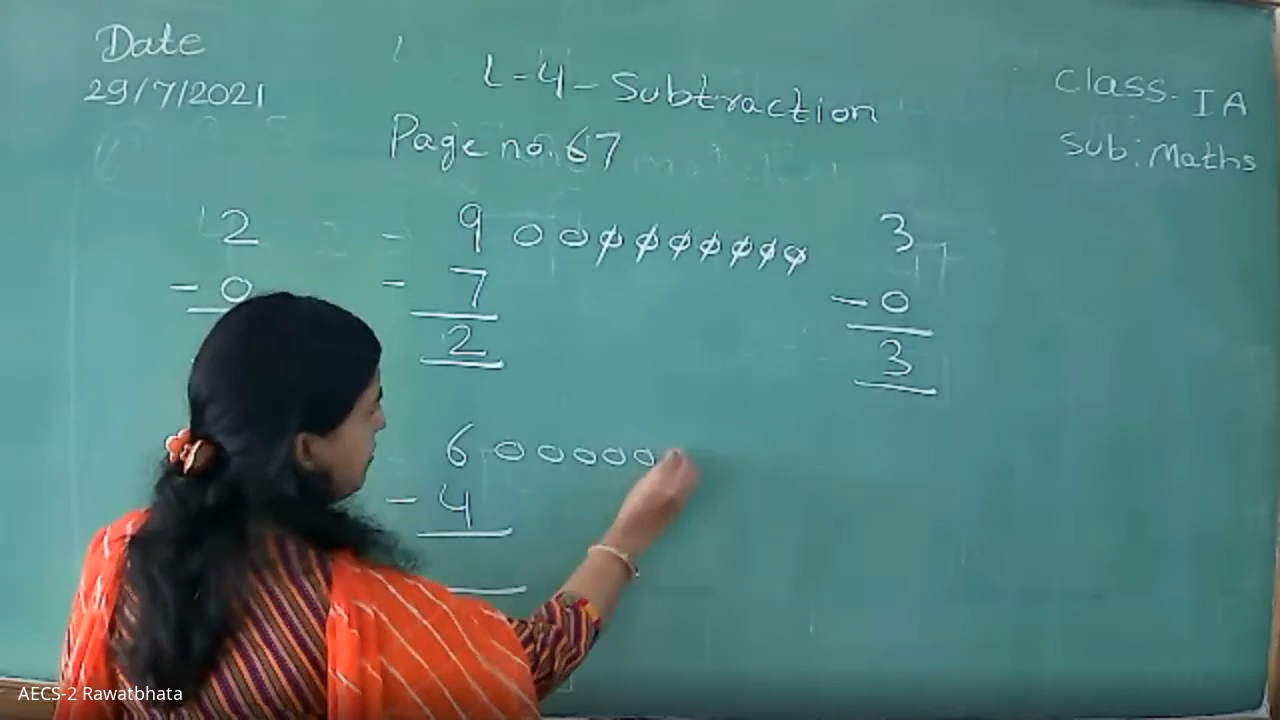 Date
29/7/2021
L-4-Subtraction
Page no. 67
Class- I A
Sub: Maths
2
- 0
- 9 0 0 0 0 0 0 0 0 0
- 7
2
3
- 0
3
6 0 0 0 0 0
- 4
AECS-2 Rawatbhata